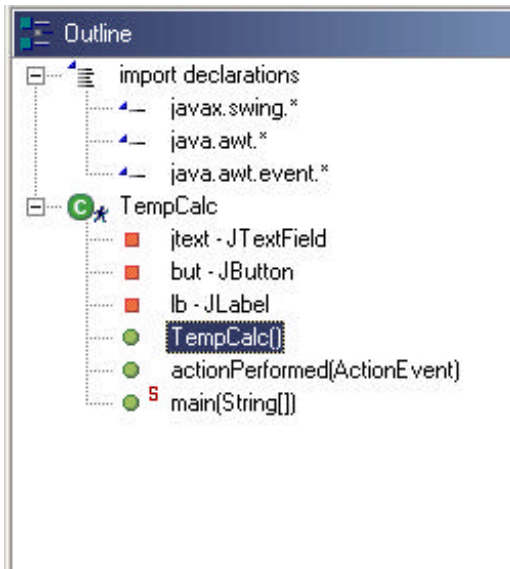 Outline
import declarations
javax.swing.*
java.awt.*
java.awt.event.*
C TempCalc
jtext - JTextField
but - JButton
lb - JLabel
TempCalc()
actionPerformed(ActionEvent)
S main(String[])